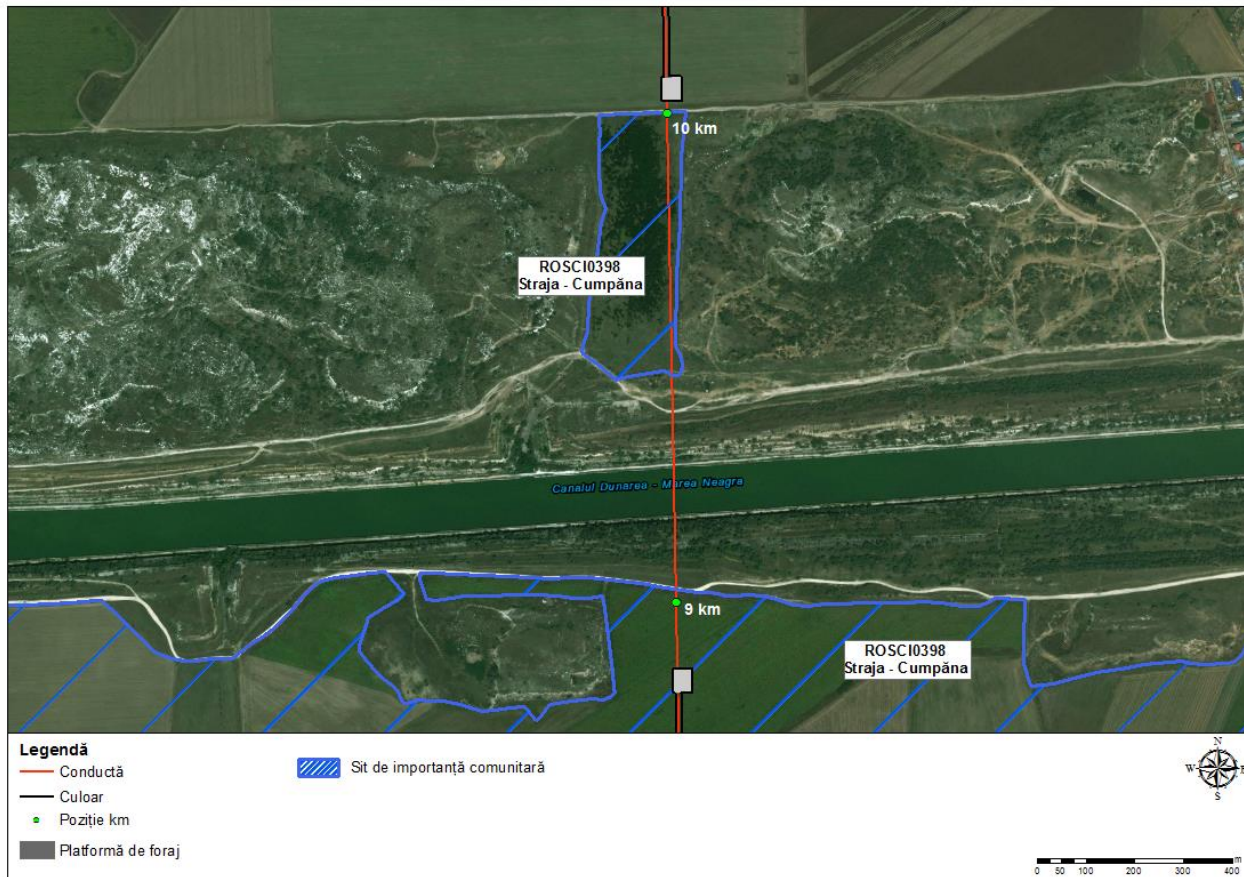 10 km
ROSCI0398
Straja - Cumpăna
Canalul Dunarea - Marea Neagra
9 km
ROSCI0398
Straja - Cumpăna
Legendă
Conductă
Culoar
Poziție km
Platformă de foraj
Sit de importanță comunitară
N
W E
S
m
0 50 100 200 300 400